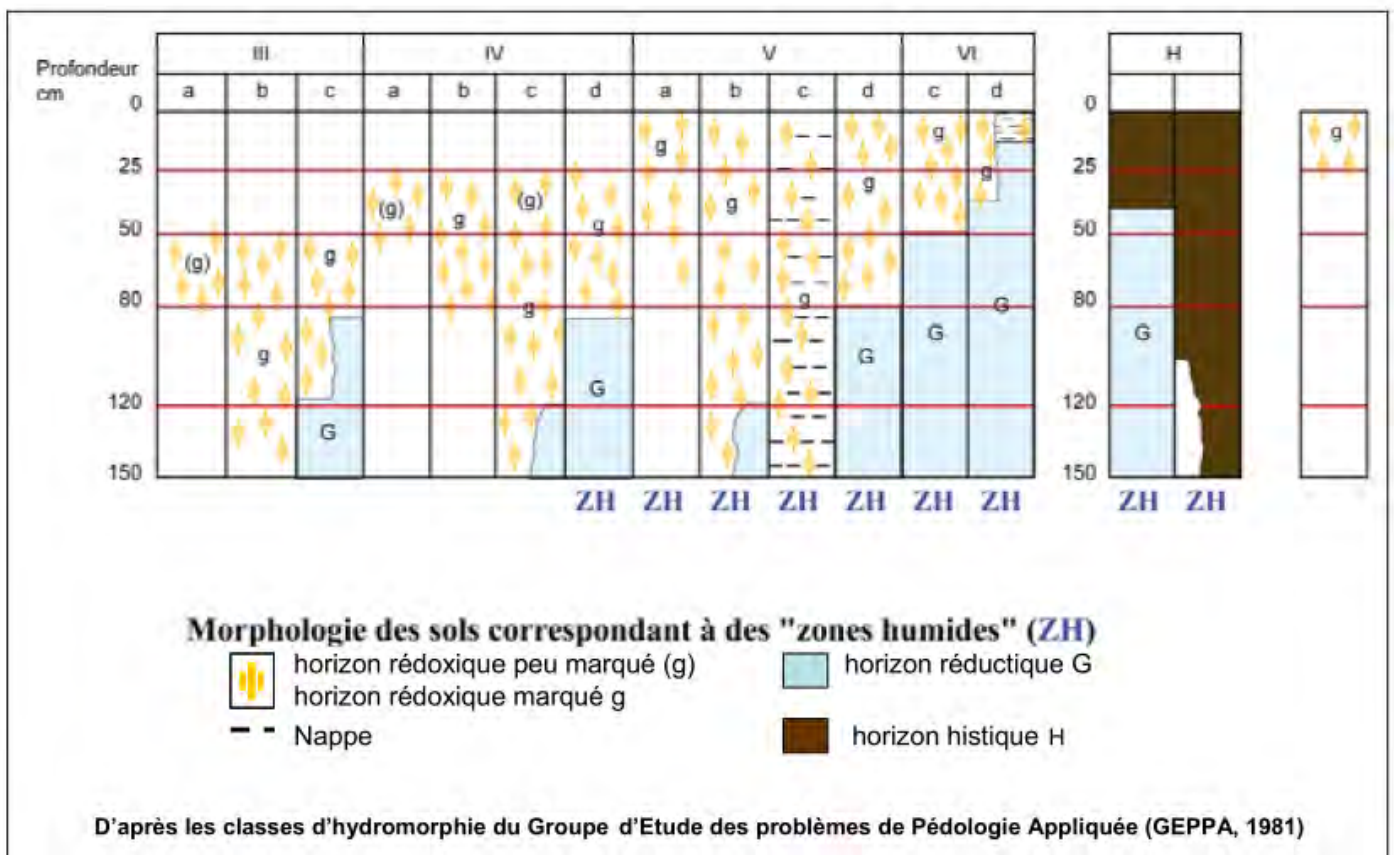 III IV V VI H
Profondeur
cm
a b c a b c d a b c d c d
0 0
g g g
g
25 25
(g) g (g) g g g g
50 50
(g) g
80 80
g g G
g G G G G
120 120
G
150 150
ZH ZH ZH ZH ZH ZH ZH ZH ZH
Morphologie des sols correspondant à des "zones humides" (ZH)
horizon rédoxique peu marqué (g) horizon réductique G
horizon rédoxique marqué g
Nappe horizon histique H
D'après les classes d'hydromorphie du Groupe d'Etude des problèmes de Pédologie Appliquée (GEPPA, 1981)